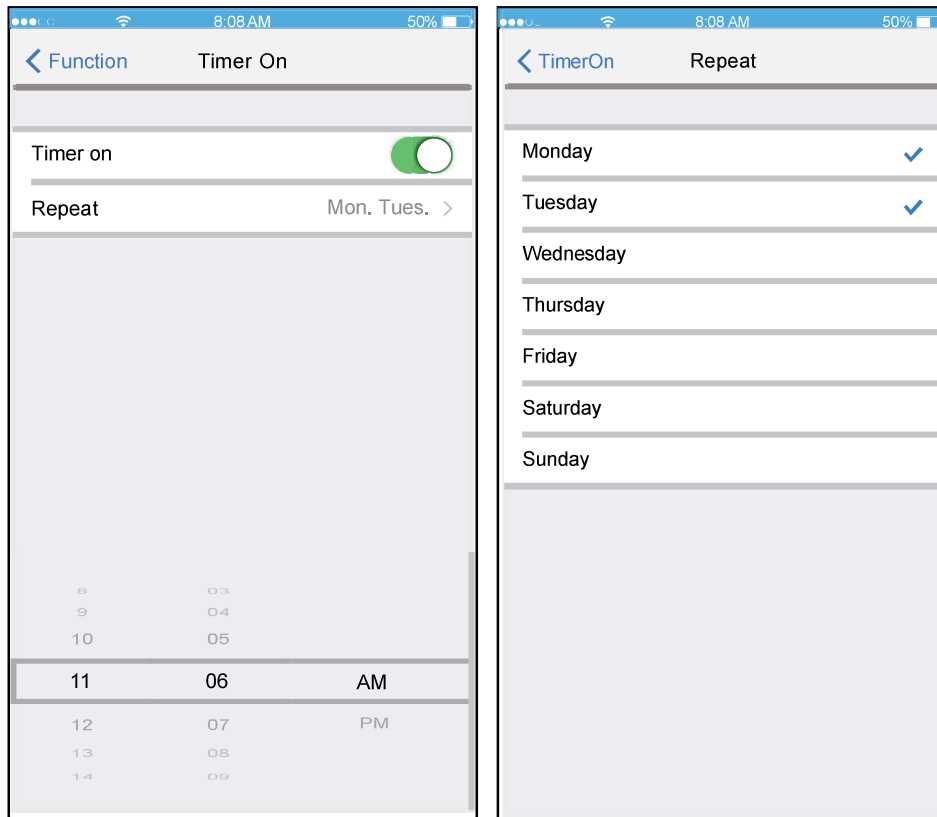 8:08 AM 50%
Function Timer On
Timer on
Repeat Mon. Tues.
8 03
9 04
10 05
11 06 AM
12 07 PM
13 08
14 09
8:08 AM 50%
TimerOn Repeat
Monday
Tuesday
Wednesday
Thursday
Friday
Saturday
Sunday